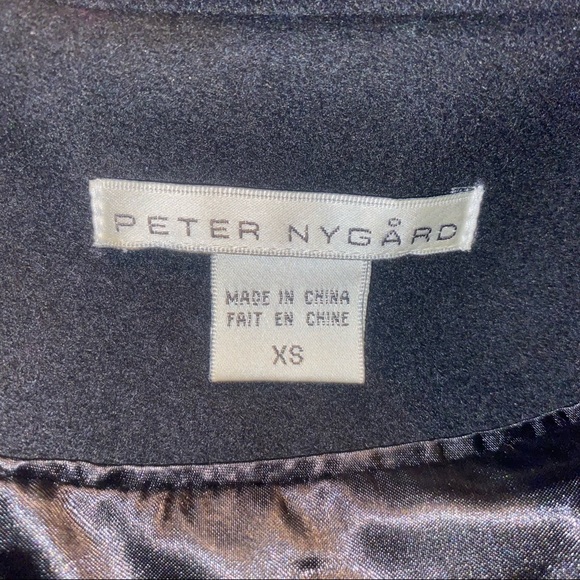 PETER NYGÅRD
MADE IN CHINA
FAIT EN CHINE
XS